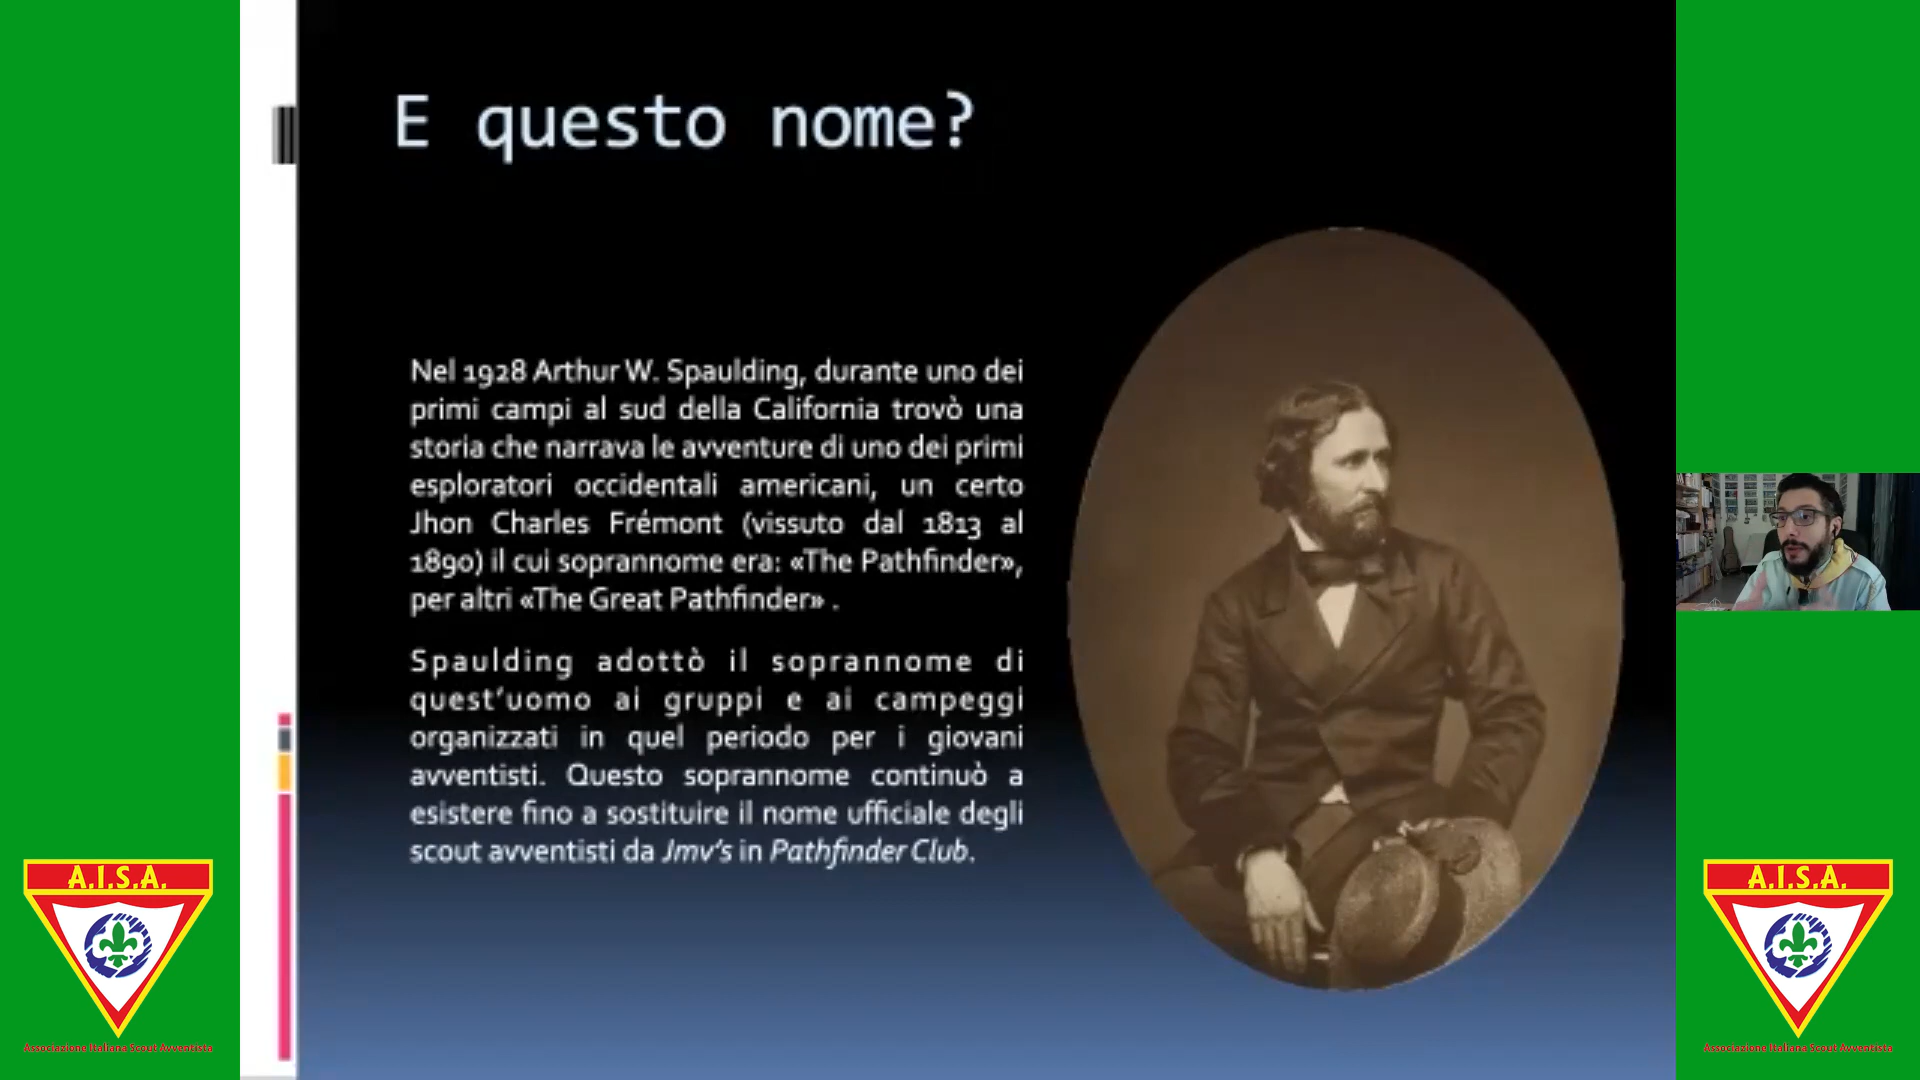 E questo nome?
Nel 1928 Arthur W. Spaulding, durante uno dei
primi campi al sud della California trovò una
storia che narrava le avventure di uno dei primi
esploratori occidentali americani, un certo
Jhon Charles Frémont (vissuto dal 1813 al
1890) il cui soprannome era: «The Pathfinder»,
per altri «The Great Pathfinder» .
Spaulding adottò il soprannome di
quest’uomo ai gruppi e ai campeggi
organizzati in quel periodo per i giovani
avventisti. Questo soprannome continuò a
esistere fino a sostituire il nome ufficiale degli
scout avventisti da Jmv’s in Pathfinder Club.
A.I.S.A.
Associazione Italiana Scout Avventista
A.I.S.A.
Associazione Italiana Scout Avventista